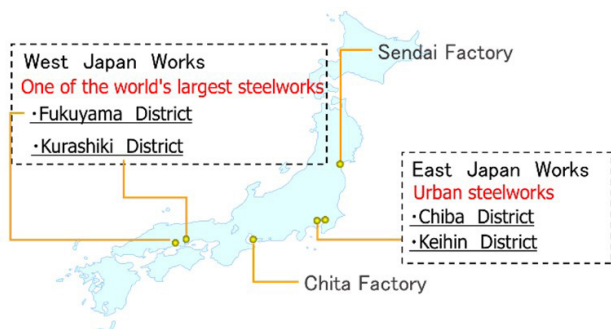 West Japan Works
One of the world's largest steelworks
・Fukuyama District
・Kurashiki District
Sendai Factory
East Japan Works
Urban steelworks
・Chiba District
・Keihin District
Chita Factory